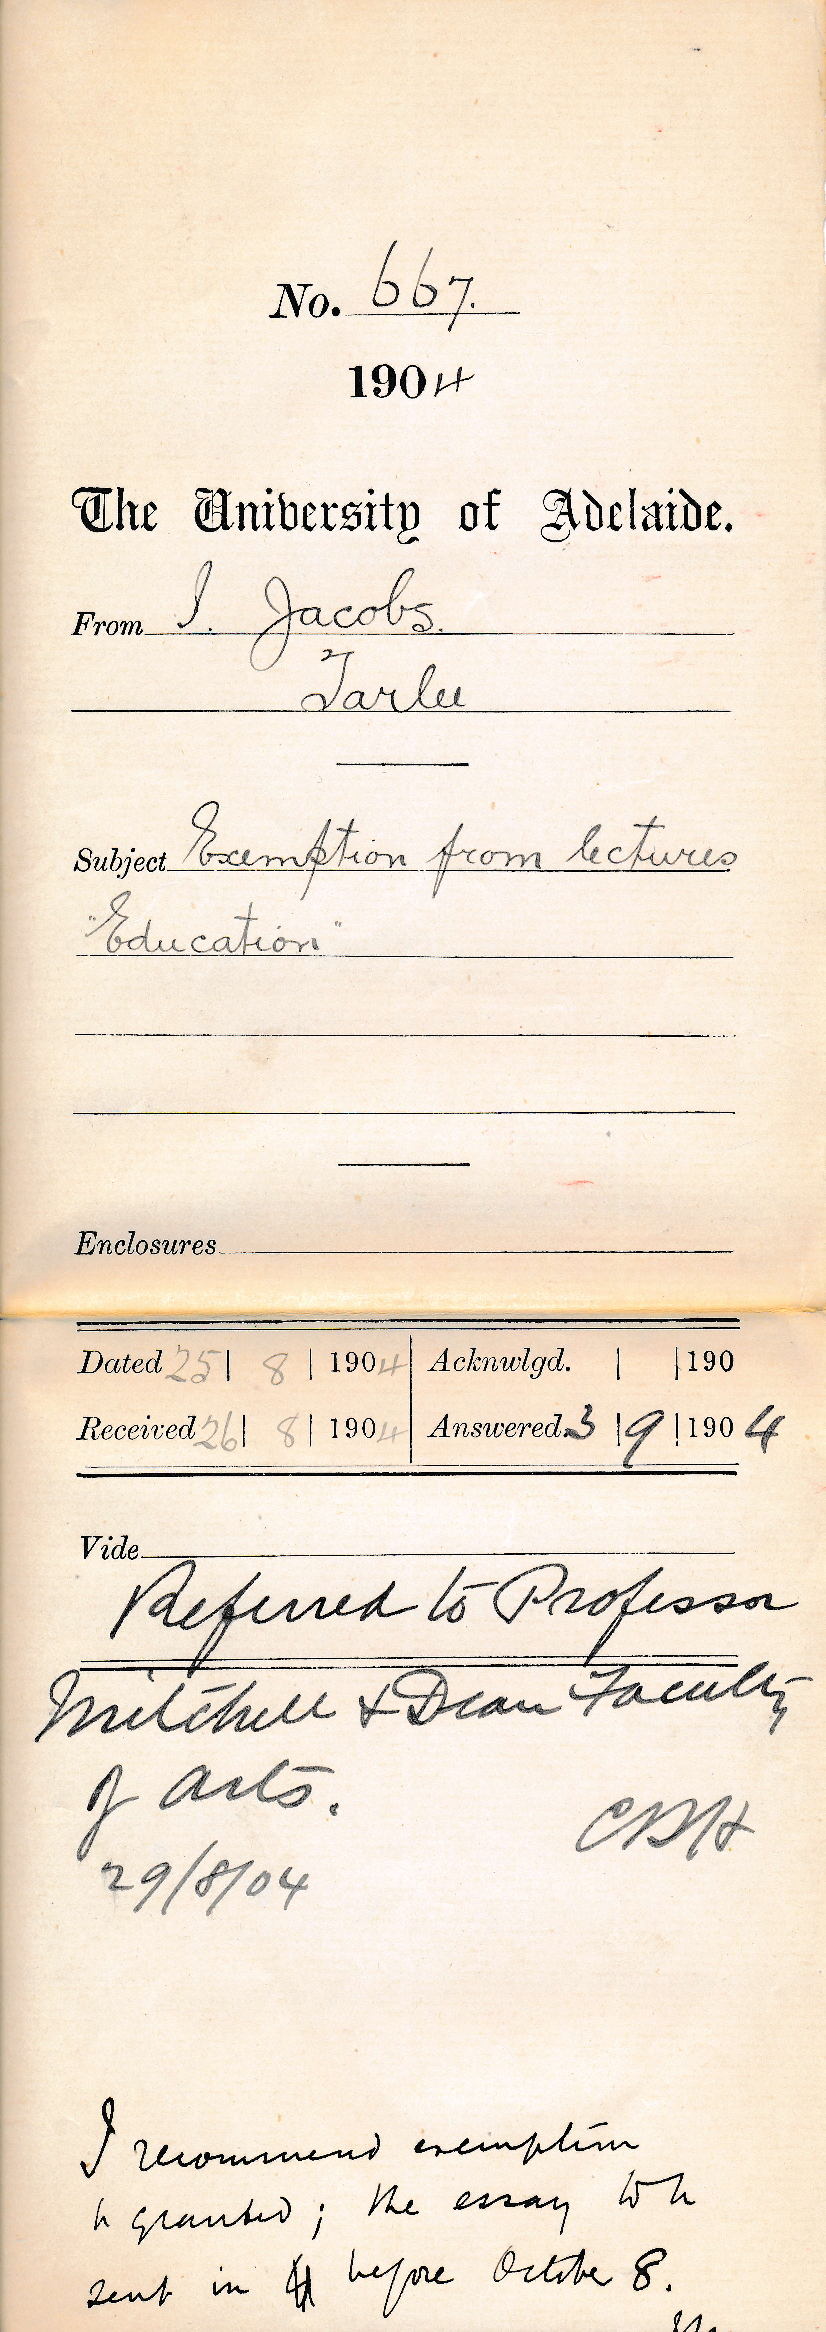 No. 667.
1904
The University of Adelaide.
From I. Jacobs.
Tarlee
Subject Exemption from lectures
"Education"
Enclosures
Dated 25 | 8 | 1904 Acknwlgd. | | 190
Received 26 | 8 | 1904 Answered 3 | 9 | 1904
Vide
Referred to Professor
Mitchell & Dean Faculty
of Arts.
CRH
29/8/04
I recommend exemption
be granted; the essay to be
sent in before October 8.